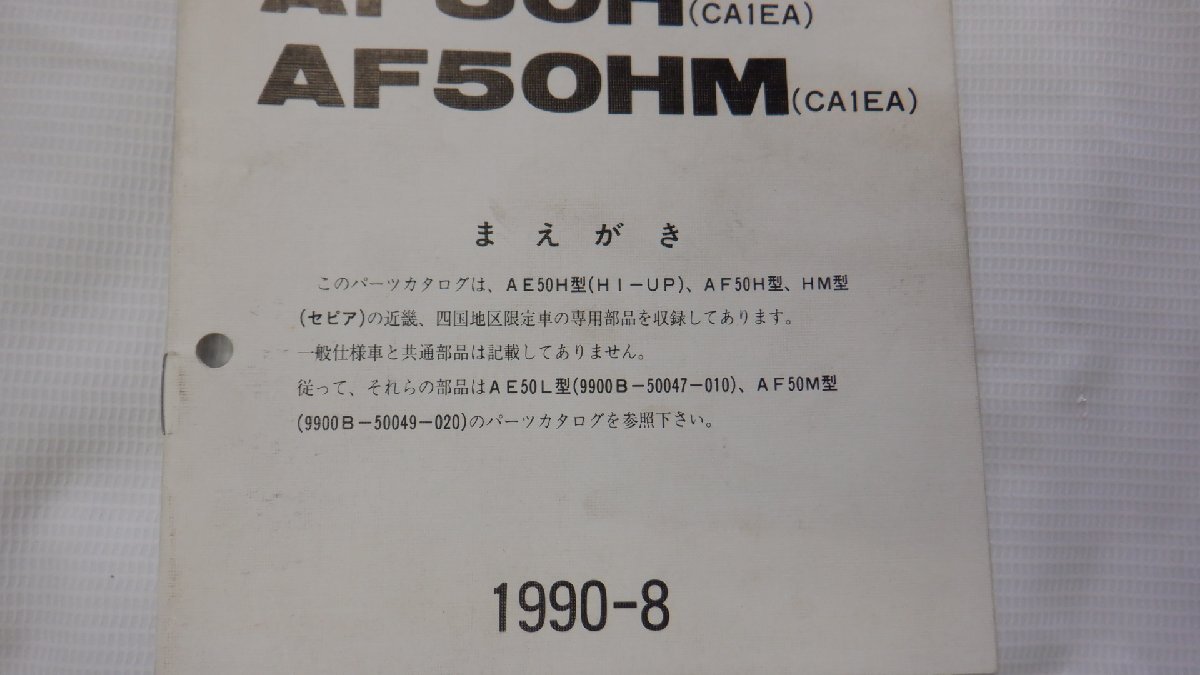 AF50H(CA1EA)
AF50HM(CA1EA)
まえがき
このパーツカタログは、AE50H型(HI-UP)、AF50H型、HM型
(セピア)の近畿、四国地区限定車の専用部品を収録してあります。
一般仕様車と共通部品は記載してありません。
従って、それらの部品はAE50L型(9900B-50047-010)、AF50M型
(9900B-50049-020)のパーツカタログを参照下さい。
1990-8